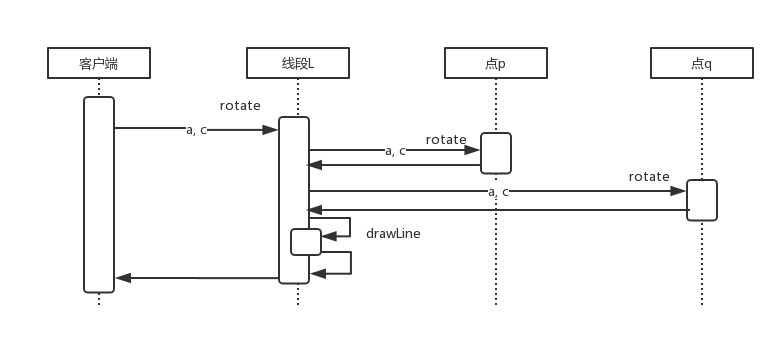 客户端
线段L
点p
点q
rotate
a, c
rotate
a, c
rotate
a, c
drawLine